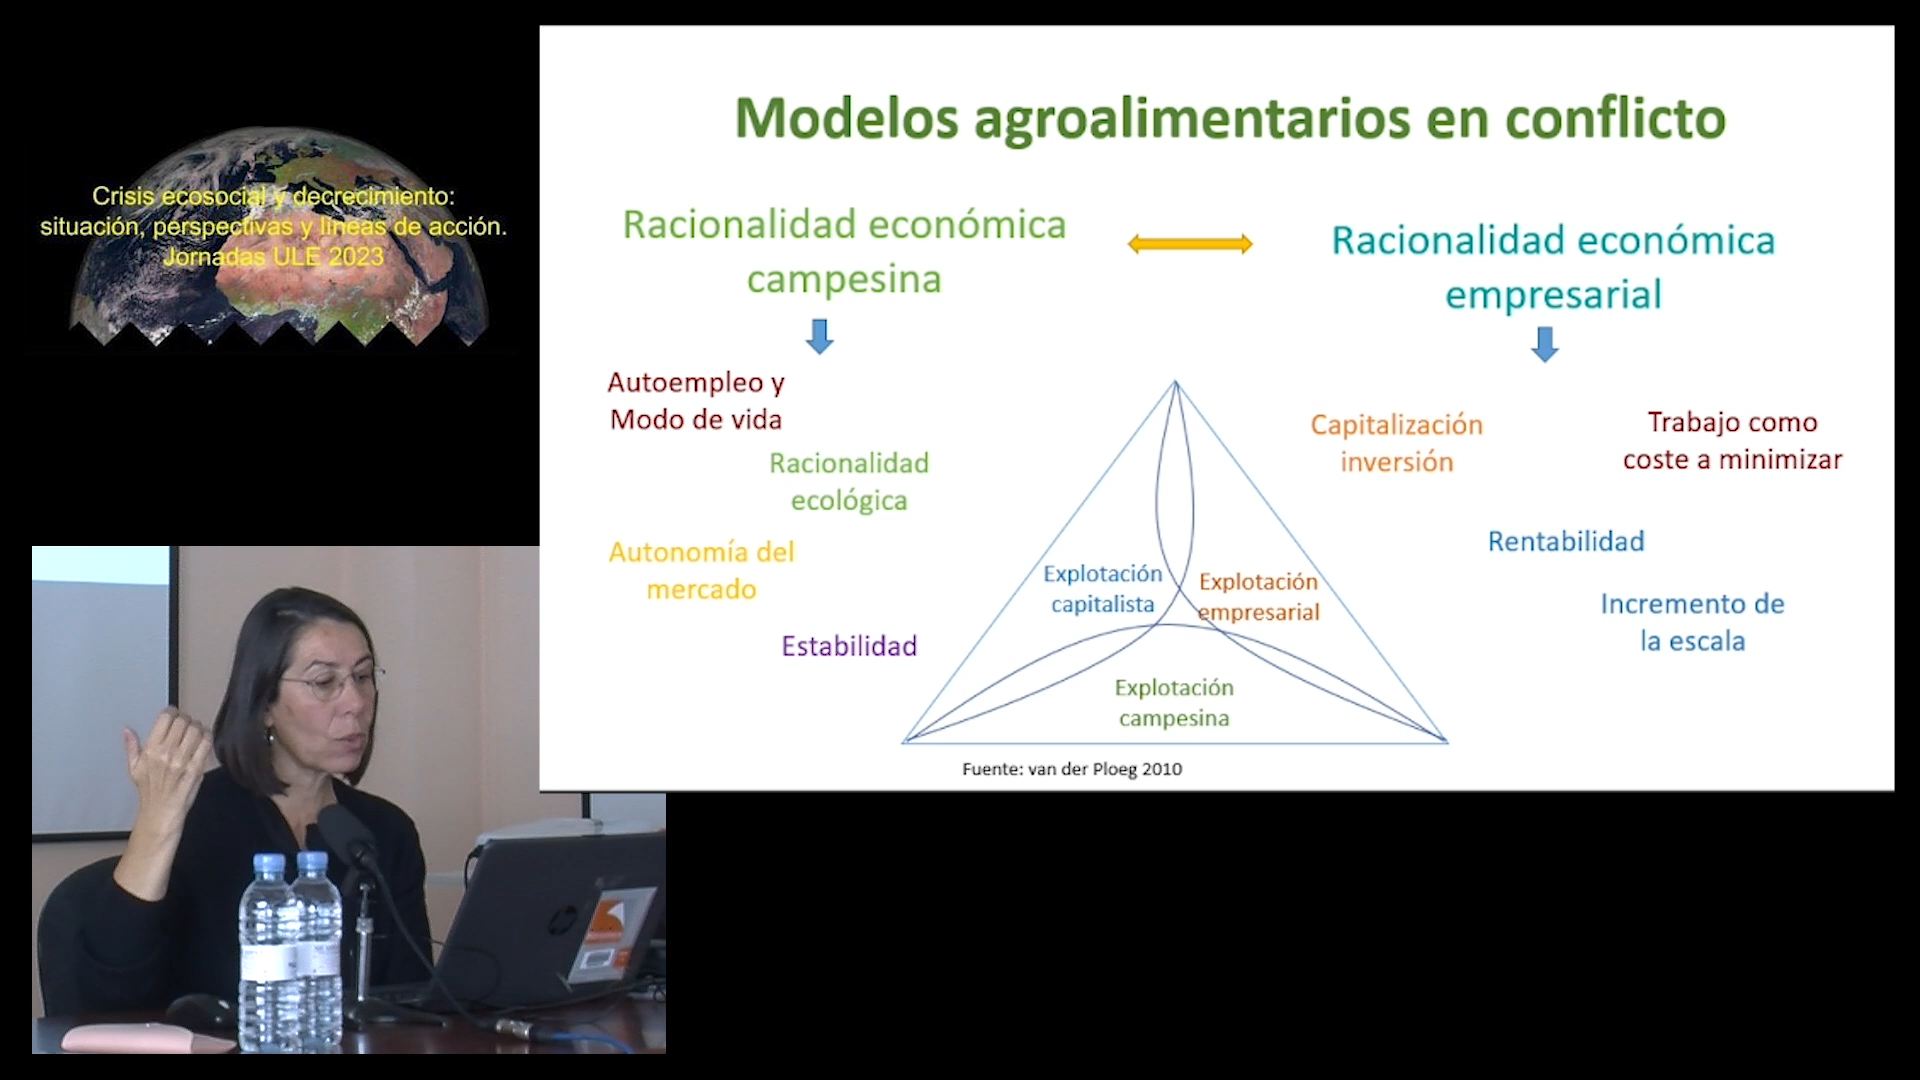 Crisis ecosocial y decrecimiento:
situación, perspectivas y líneas de acción.
Jornadas ULE 2023
Modelos agroalimentarios en conflicto
Racionalidad económica
campesina
Racionalidad económica
empresarial
Autoempleo y
Modo de vida
Racionalidad
ecológica
Autonomía del
mercado
Estabilidad
Capitalización
inversión
Trabajo como
coste a minimizar
Rentabilidad
Incremento de
la escala
Explotación
capitalista
Explotación
empresarial
Explotación
campesina
Fuente: van der Ploeg 2010